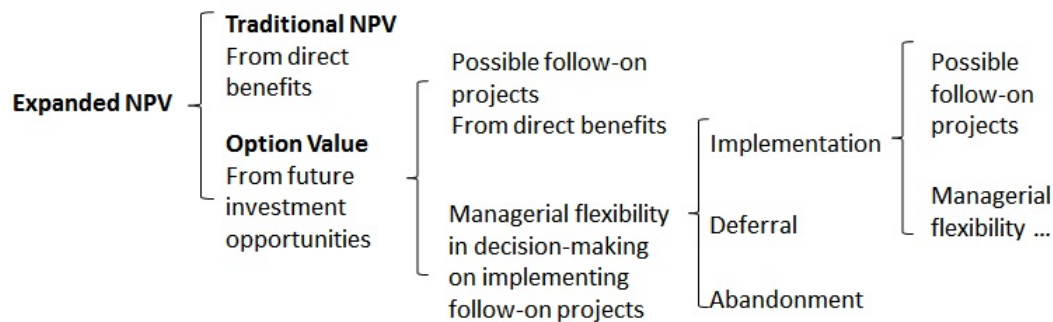 Expanded NPV
Traditional NPV
From direct
benefits
Option Value
From future
investment
opportunities
Possible follow-on
projects
From direct benefits
Managerial flexibility
in decision-making
on implementing
follow-on projects
Implementation
Deferral
Abandonment
Possible
follow-on
projects
Managerial
flexibility ...